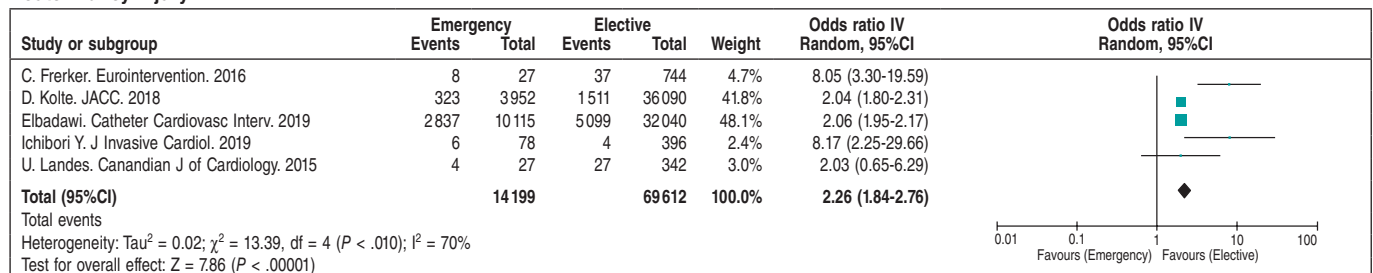 Emergency Elective Odds ratio IV Odds ratio IV
Study or subgroup Events Total Events Total Weight Random, 95%CI Random, 95%CI
C. Frerker. Eurointervention. 2016 8 27 37 744 4.7% 8.05 (3.30-19.59)
D. Kolte. JACC. 2018 323 3952 1511 36090 41.8% 2.04 (1.80-2.31)
Elbadawi. Catheter Cardiovasc Interv. 2019 2837 10115 5099 32040 48.1% 2.06 (1.95-2.17)
Ichibori Y. J Invasive Cardiol. 2019 6 78 4 396 2.4% 8.17 (2.25-29.66)
U. Landes. Canandian J of Cardiology. 2015 4 27 27 342 3.0% 2.03 (0.65-6.29)
Total (95%CI) 14199 69612 100.0% 2.26 (1.84-2.76)
Total events
Heterogeneity: Tau² = 0.02; χ² = 13.39, df = 4 (P < .010); I² = 70%
Test for overall effect: Z = 7.86 (P < .00001)
0.01 0.1 1 10 100
Favours (Emergency) Favours (Elective)